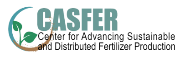 CASFER
Center for Advancing Sustainable
and Distributed Fertilizer Production